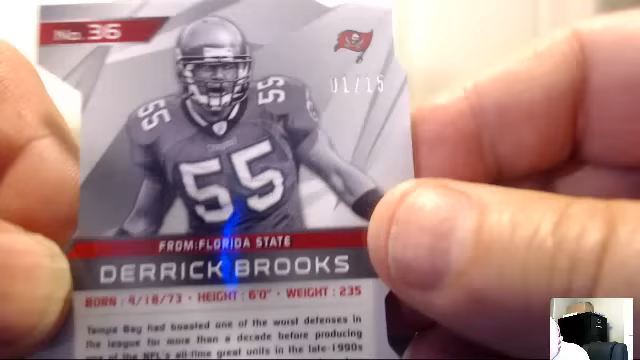 No. 36
01/15
55
55
55
FROM: FLORIDA STATE
DERRICK BROOKS
BORN : 4/18/73 - HEIGHT : 6'0" - WEIGHT : 235
Tampa Bay had boasted one of the worst defenses in
the league for more than a decade before producing
one of the NFL's all-time great units in the late-1990s